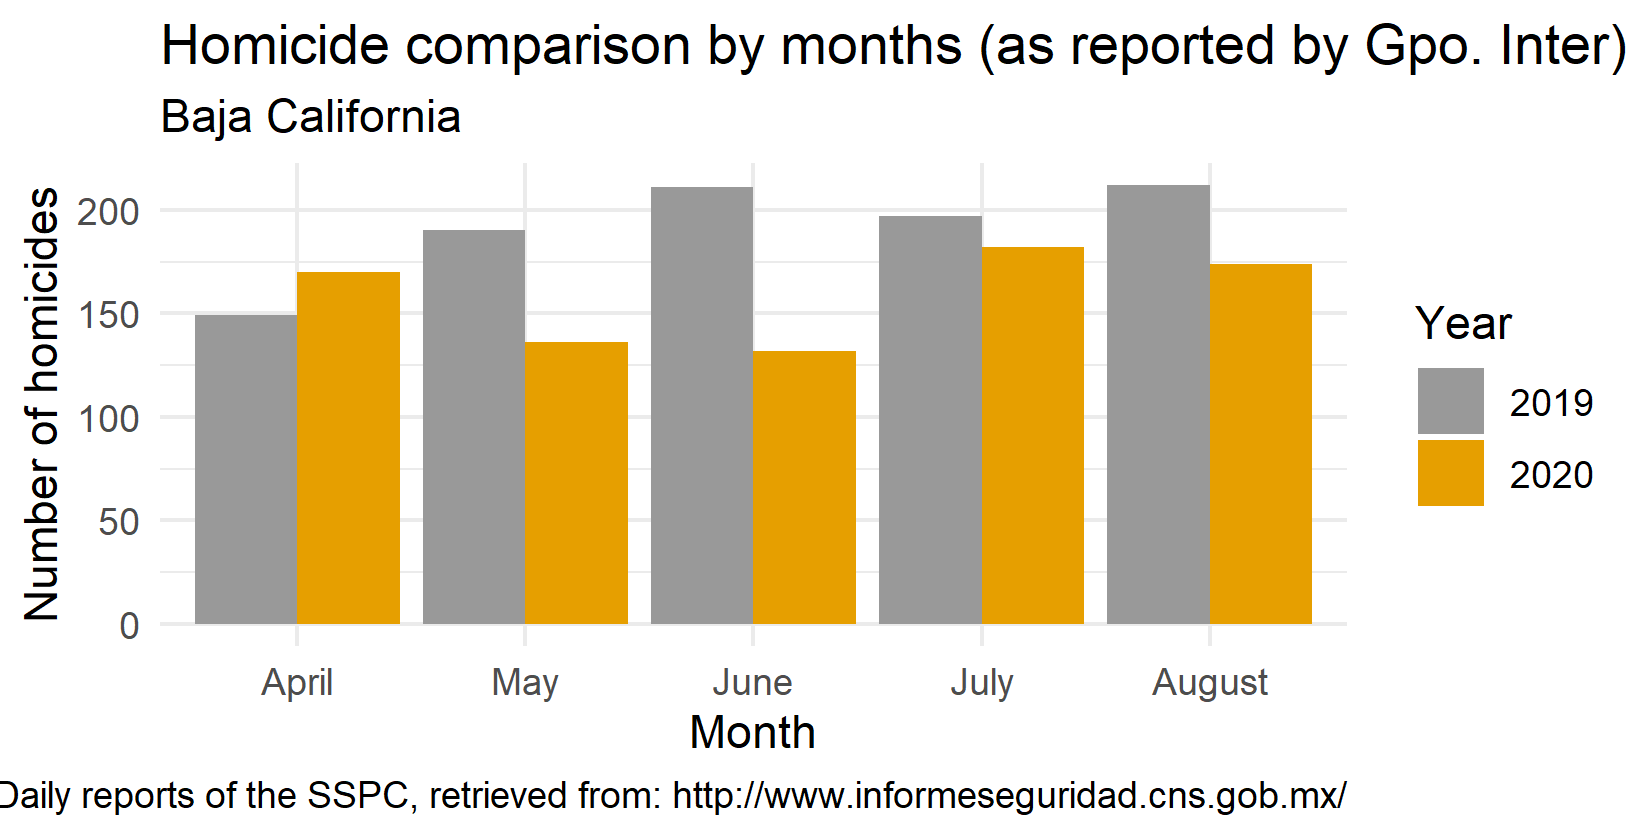 Homicide comparison by months (as reported by Gpo. Inter)
Baja California
Number of homicides
200
150
100
50
0
April May June July August
Month
Year
2019
2020
Daily reports of the SSPC, retrieved from: http://www.informeseguridad.cns.gob.mx/